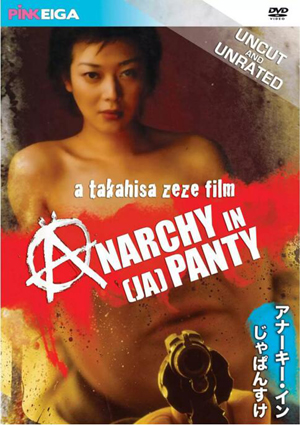 PINKEIGA
DVD
VIDEO
UNCUT
AND
UNRATED
a takahisa zeze film
ANARCHY IN
(JA) PANTY
アナーキー・イン
じゃぱんすけ